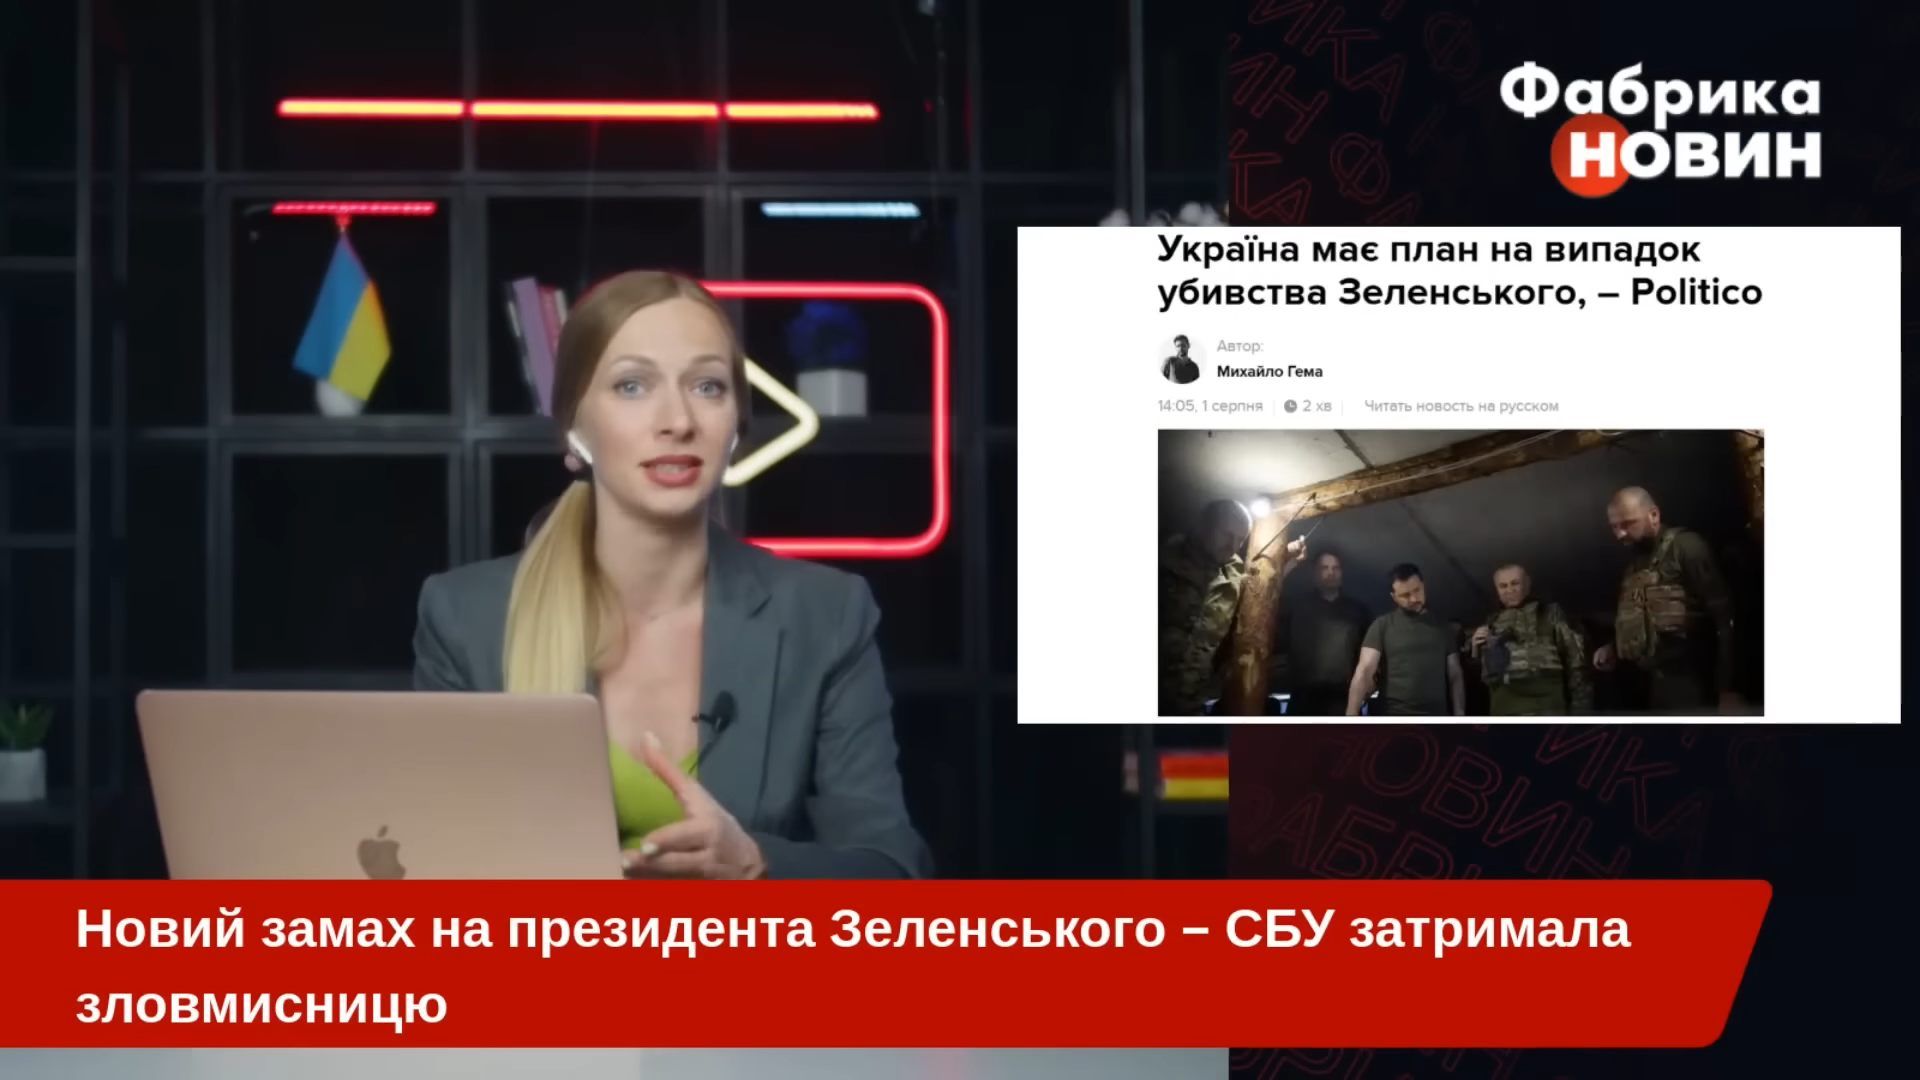 Фабрика
новин
Україна має план на випадок
убивства Зеленського, – Politico
Автор:
Михайло Гема
14:05, 1 серпня
2 хв
Читать новость на русском
Новий замах на президента Зеленського – СБУ затримала
зловмисницю